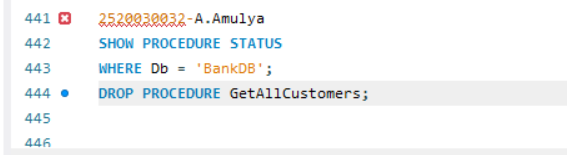 441 2520030032-A.Amulya
442 SHOW PROCEDURE STATUS
443 WHERE Db = 'BankDB';
444 DROP PROCEDURE GetAllCustomers;
445
446